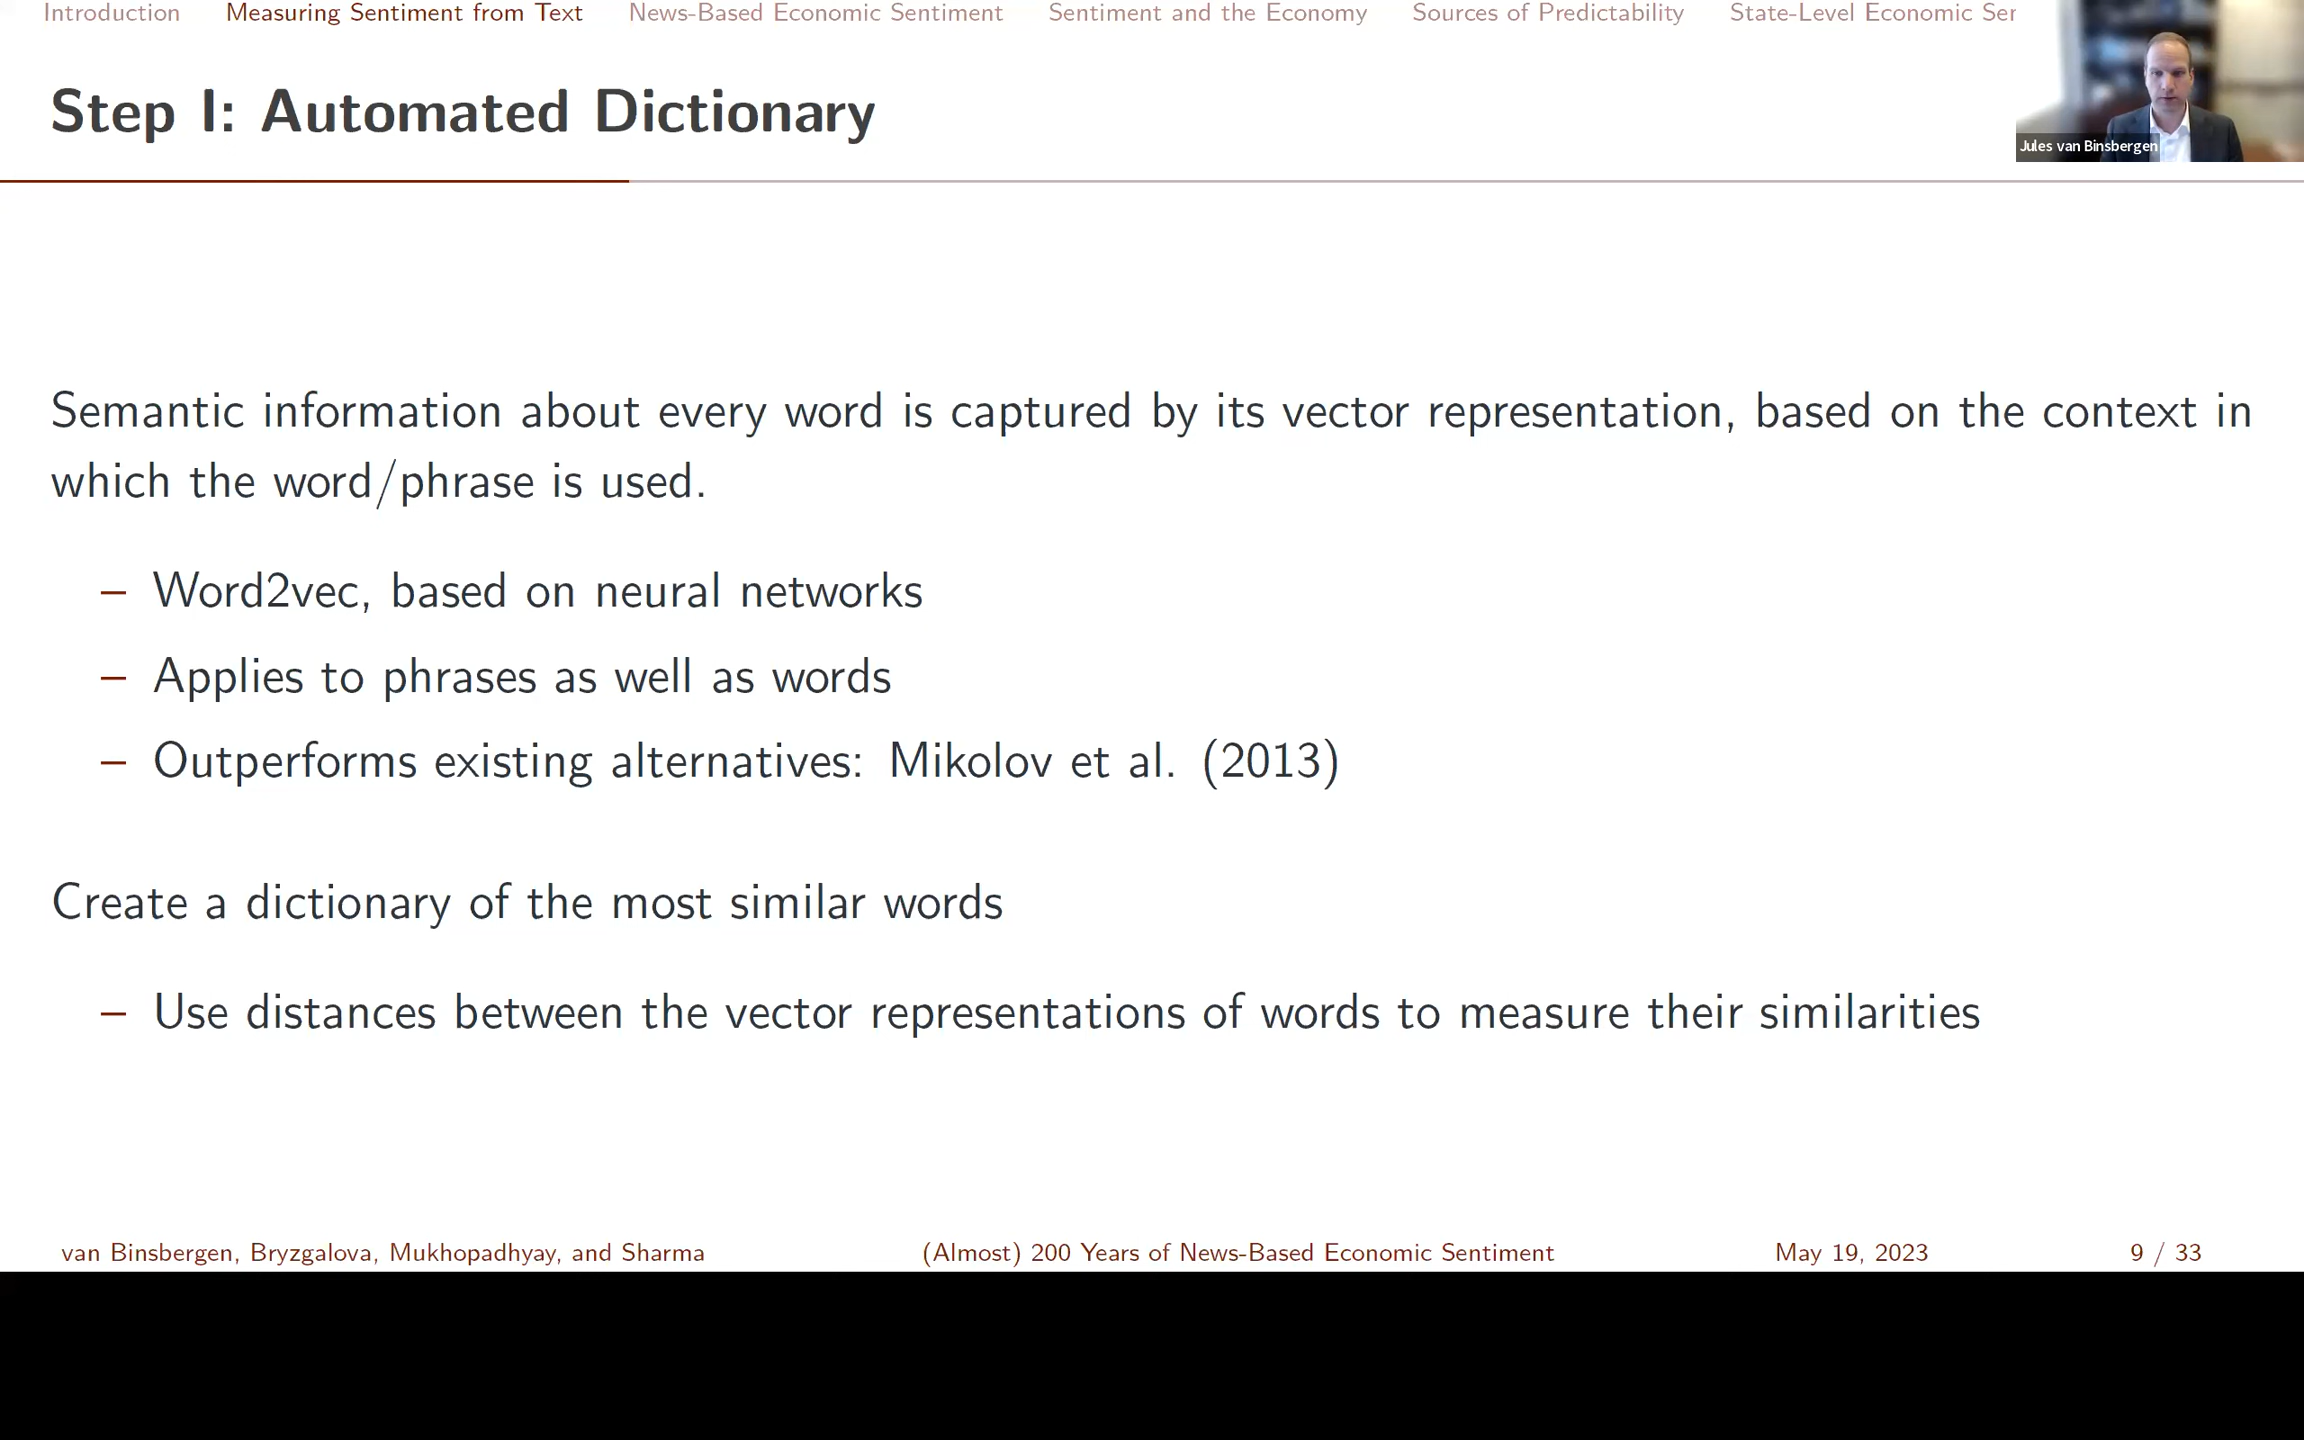 Introduction Measuring Sentiment from Text News-Based Economic Sentiment Sentiment and the Economy Sources of Predictability State-Level Economic Ser
Step I: Automated Dictionary
Jules van Binsbergen
Semantic information about every word is captured by its vector representation, based on the context in
which the word/phrase is used.
– Word2vec, based on neural networks
– Applies to phrases as well as words
– Outperforms existing alternatives: Mikolov et al. (2013)
Create a dictionary of the most similar words
– Use distances between the vector representations of words to measure their similarities
van Binsbergen, Bryzgalova, Mukhopadhyay, and Sharma (Almost) 200 Years of News-Based Economic Sentiment May 19, 2023 9 / 33